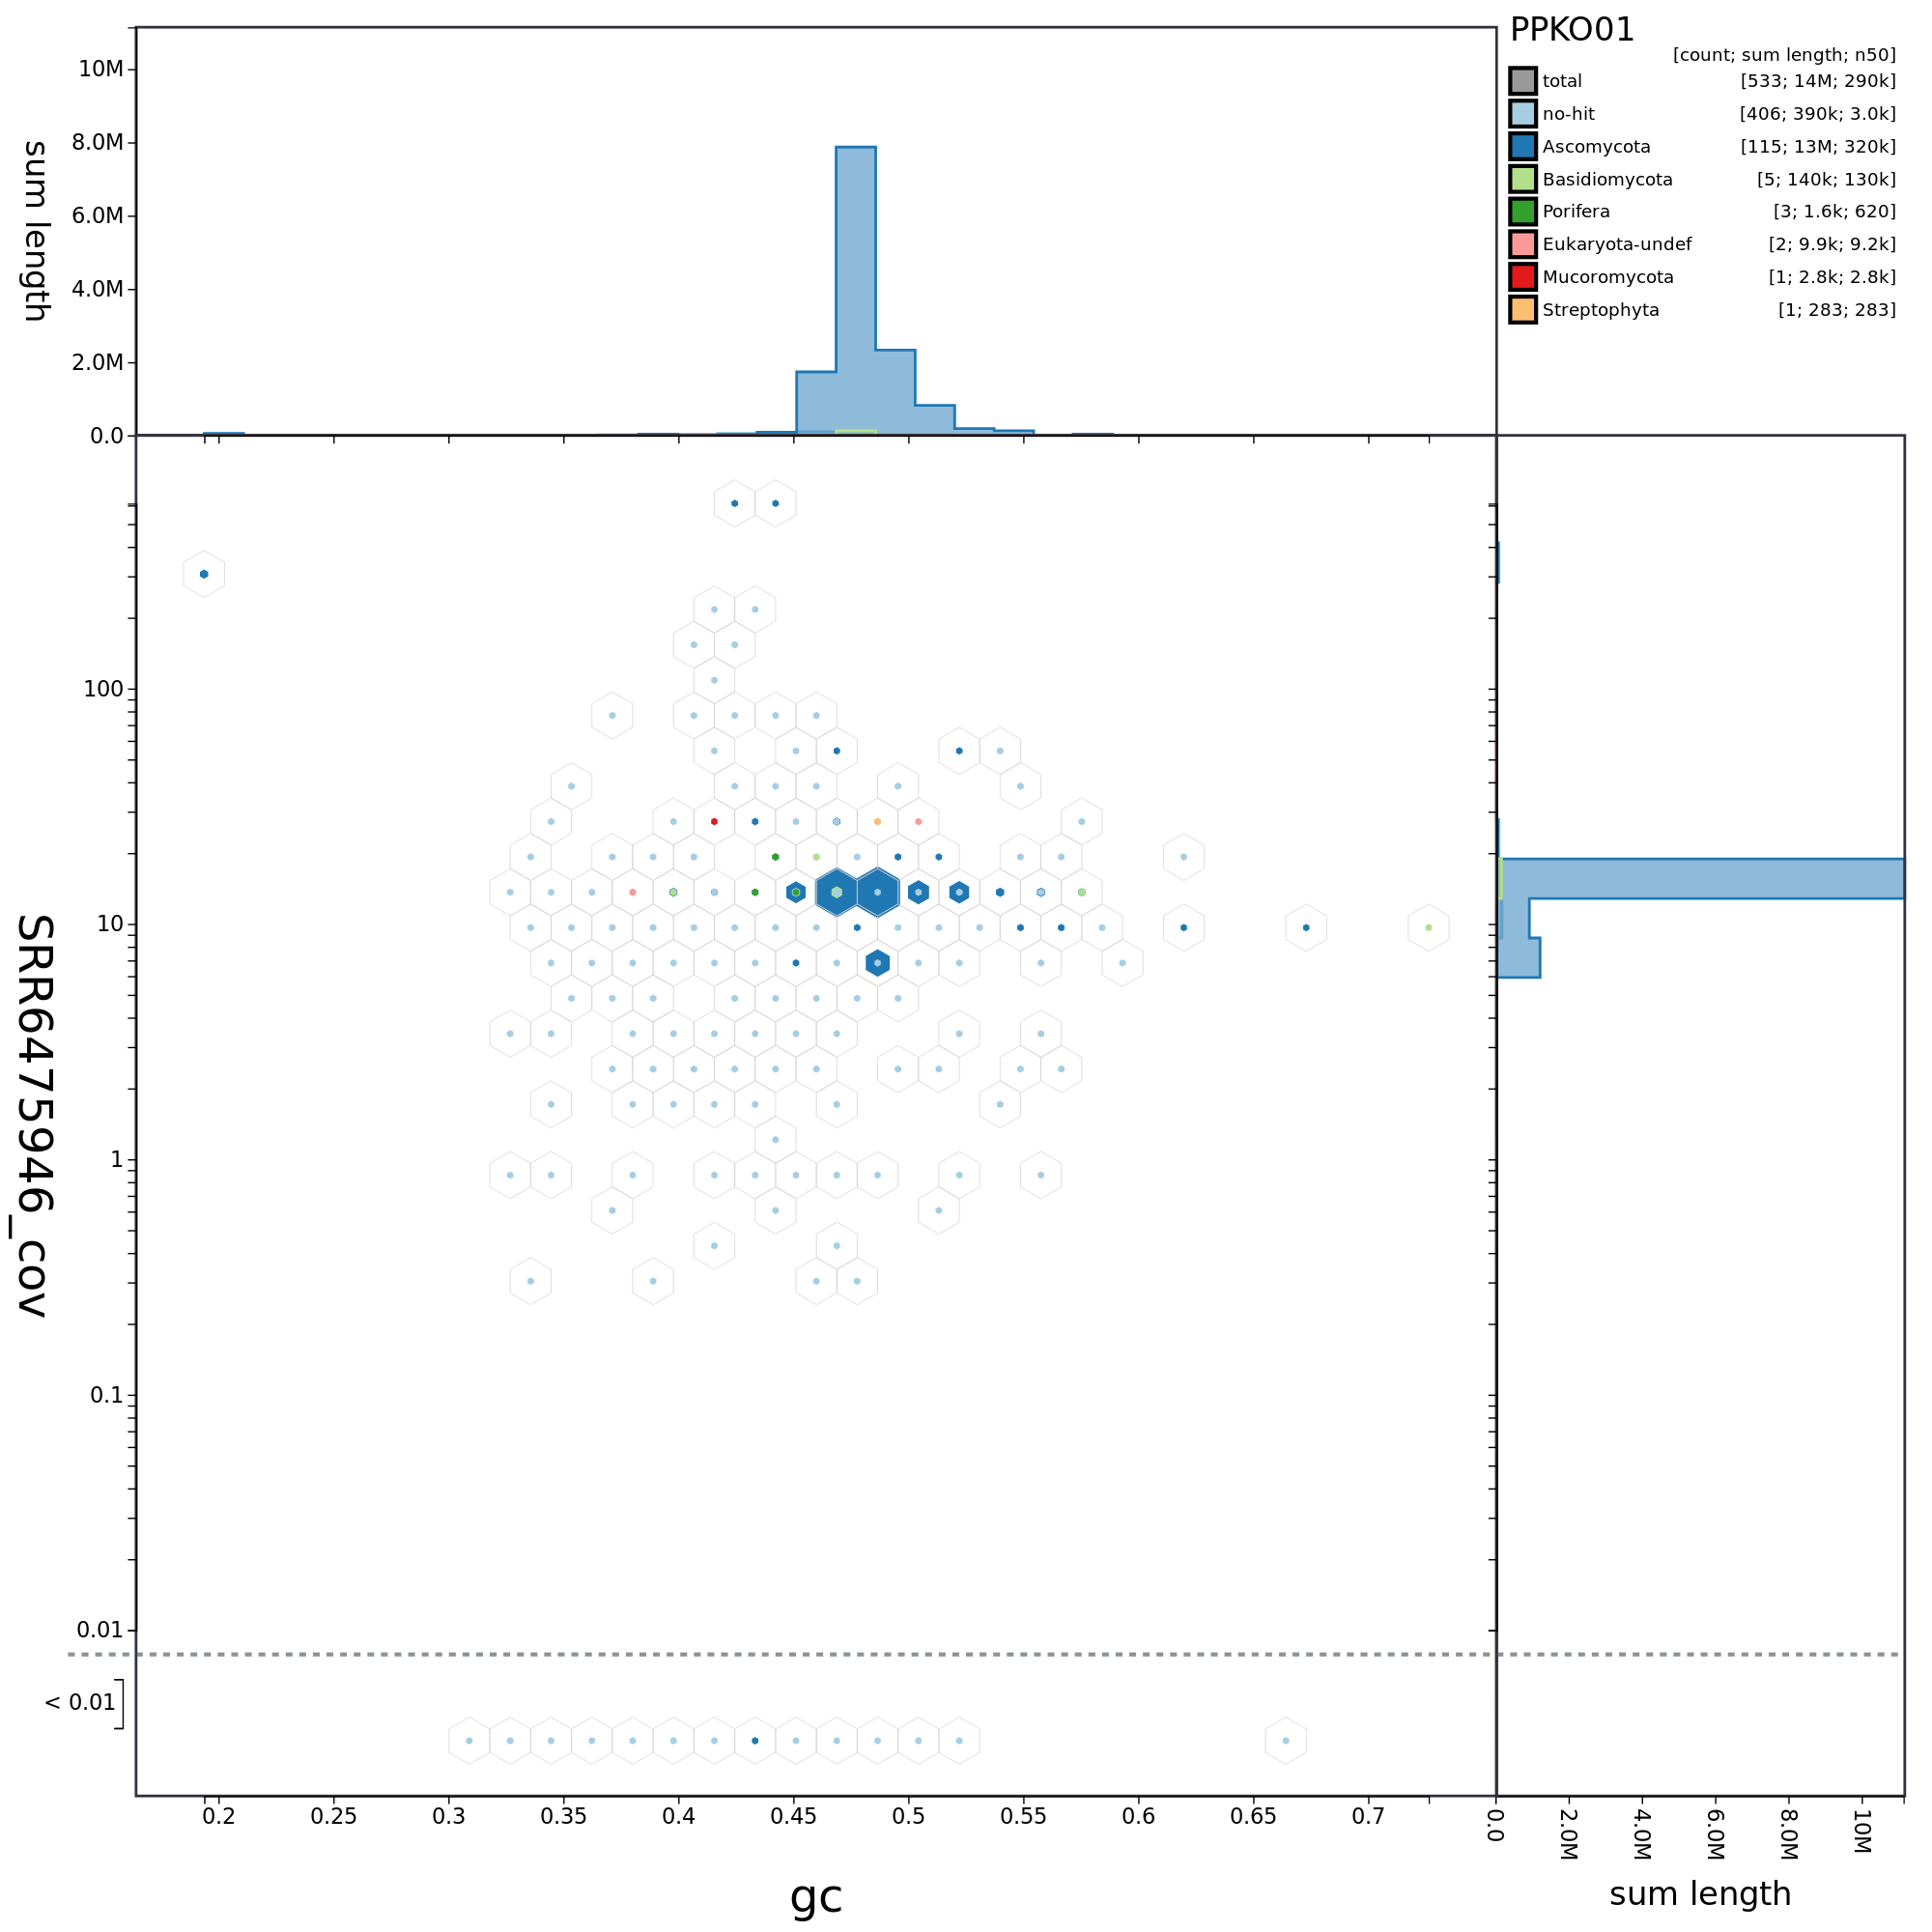 PPKO01
[count; sum length; n50]
total [533; 14M; 290k]
no-hit [406; 390k; 3.0k]
Ascomycota [115; 13M; 320k]
Basidiomycota [5; 140k; 130k]
Porifera [3; 1.6k; 620]
Eukaryota-undef [2; 9.9k; 9.2k]
Mucoromycota [1; 2.8k; 2.8k]
Streptophyta [1; 283; 283]
sum length
10M
8.0M
6.0M
4.0M
2.0M
0.0
SRR6475946_cov
100
10
1
0.1
0.01
< 0.01
0.2 0.25 0.3 0.35 0.4 0.45 0.5 0.55 0.6 0.65 0.7
gc
0.0 2.0M 4.0M 6.0M 8.0M 10M
sum length